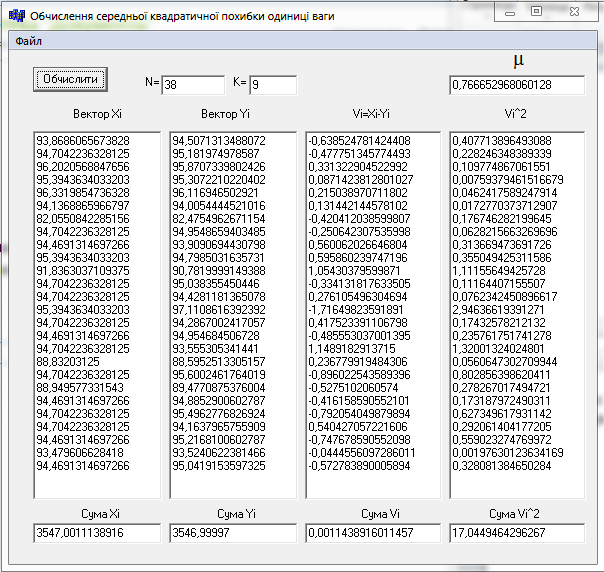 Обчислення середньої квадратичної похибки одиниці ваги
Файл
μ
Обчислити N= 38 K= 9 0,766652968060128
Вектор Xi Вектор Yi Vi=Xi-Yi Vi^2
93,8686065673828 94,5071313488072 -0,638524781424408 0,407713896493088
94,7042236328125 95,181974978587 -0,477751345774493 0,228246348389339
96,2020568847656 95,8707339802426 0,331322904522992 0,109774867061551
95,3943634033203 95,3072210220402 0,0871423812801027 0,00759379461516679
96,3319854736328 96,116946502921 0,215038970711802 0,0462417589247914
94,1368865966797 94,0054444521016 0,131442144578102 0,0172770373712907
82,0550842285156 82,4754962671154 -0,420412038599807 0,176746282199645
94,7042236328125 94,9548659403485 -0,250642307535998 0,0628215663269696
94,4691314697266 93,9090694430798 0,560062026646804 0,313669473691726
95,3943634033203 94,7985031635731 0,595860239747196 0,355049425311586
91,8363037109375 90,7819999149388 1,05430379599871 1,11155649425728
94,7042236328125 95,038355450446 -0,334131817633505 0,11164407155507
94,7042236328125 94,4281181365078 0,276105496304694 0,0762342450896617
95,3943634033203 97,1108616392392 -1,71649823591891 2,94636619391271
94,7042236328125 94,2867002417057 0,417523391106798 0,17432578212132
94,4691314697266 94,954684506728 -0,485553037001395 0,235761751741278
94,7042236328125 93,555305341441 1,1489182913715 1,32001324024801
88,83203125 88,5952513305157 0,236779919484306 0,0560647302709944
94,7042236328125 95,6002461764019 -0,896022543589396 0,802856398620411
88,949577331543 89,4770875376004 -0,5275102060574 0,278267017494721
94,4691314697266 94,8852900602787 -0,416158590552101 0,173187972490311
94,7042236328125 95,4962776826924 -0,792054049879894 0,627349617931142
94,7042236328125 94,1637965755909 0,540427057221606 0,292061404177205
94,4691314697266 95,2168100602787 -0,747678590552098 0,559023274769972
93,479606628418 93,5240622381466 -0,0444556097286011 0,00197630123634169
94,4691314697266 95,0419153597325 -0,572783890005894 0,328081384650284
Сума Xi Сума Yi Сума Vi Сума Vi^2
3547,0011138916 3546,99997 0,0011438916011457 17,0449464296267